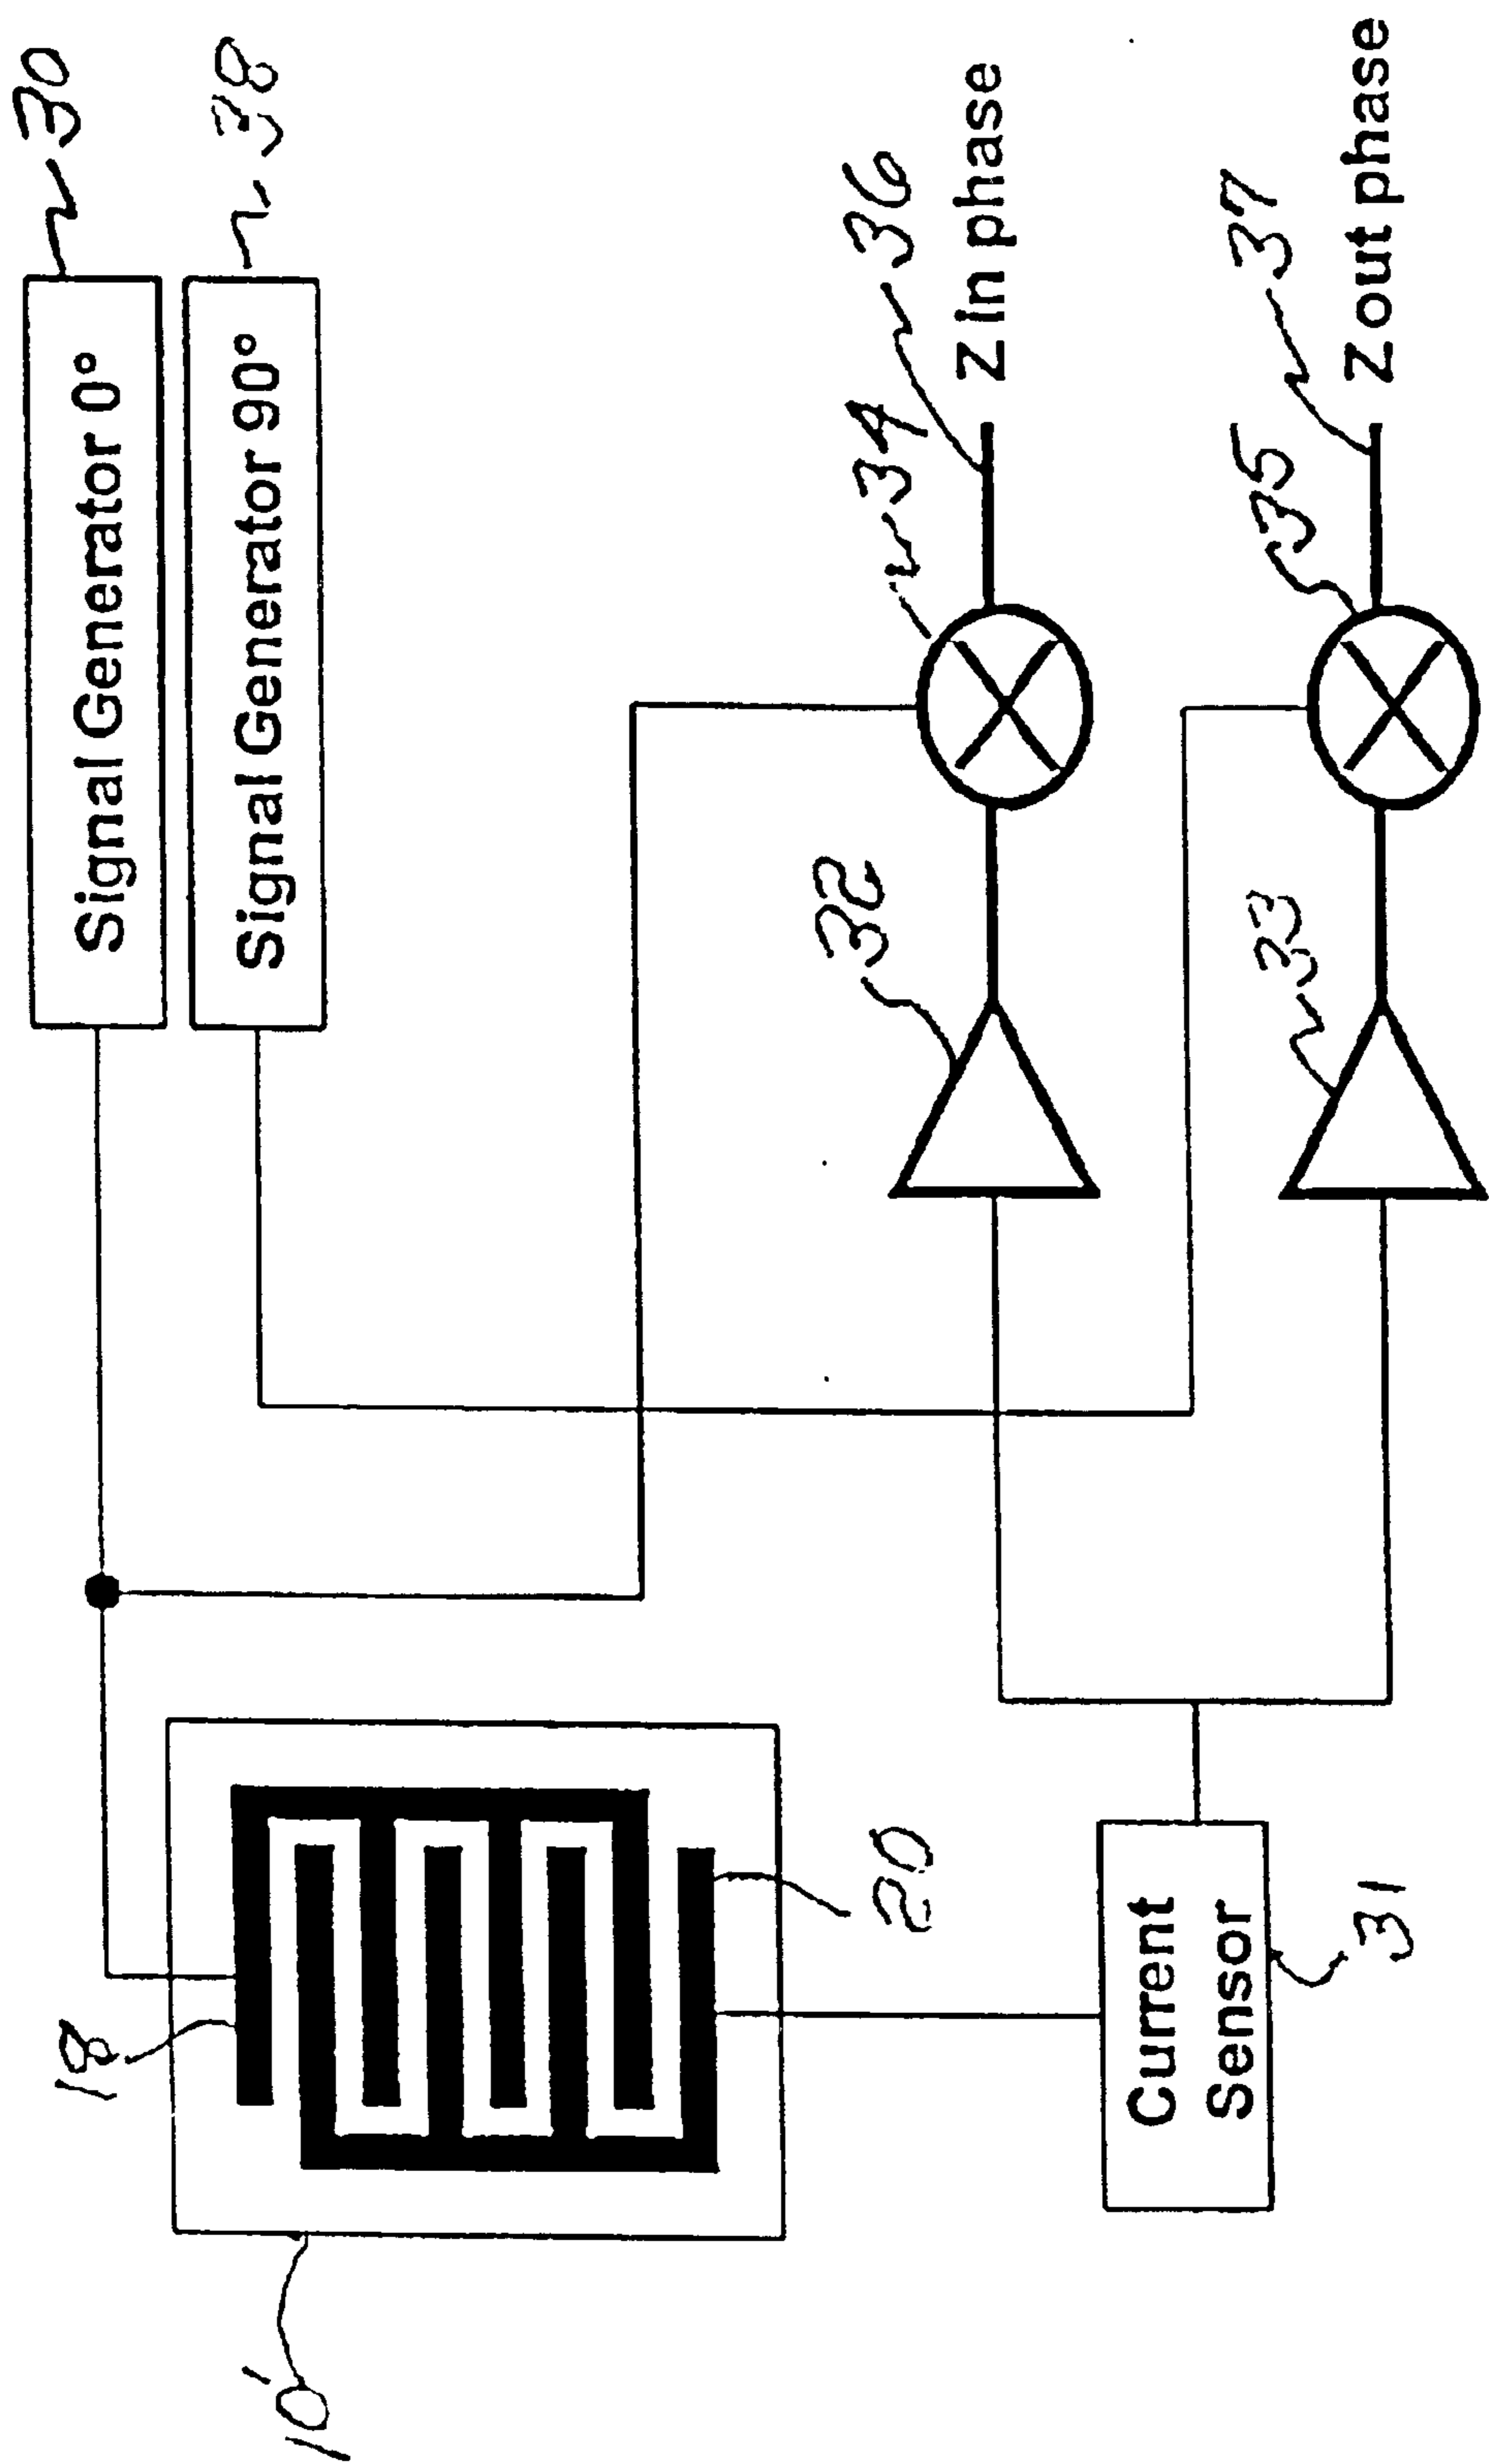 Signal Generator 0°
30
Signal Generator 90°
38
18
10'
20
32
34
36
Z in phase
33
35
37
Z out phase
Current
Sensor
31